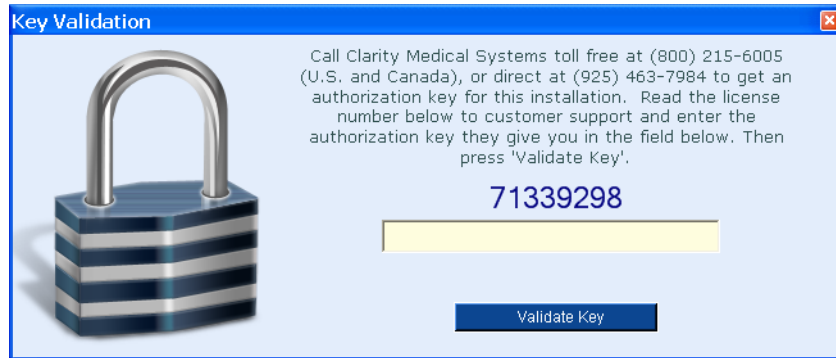 Key Validation
Call Clarity Medical Systems toll free at (800) 215-6005
(U.S. and Canada), or direct at (925) 463-7984 to get an
authorization key for this installation. Read the license
number below to customer support and enter the
authorization key they give you in the field below. Then
press 'Validate Key'.
71339298
Validate Key